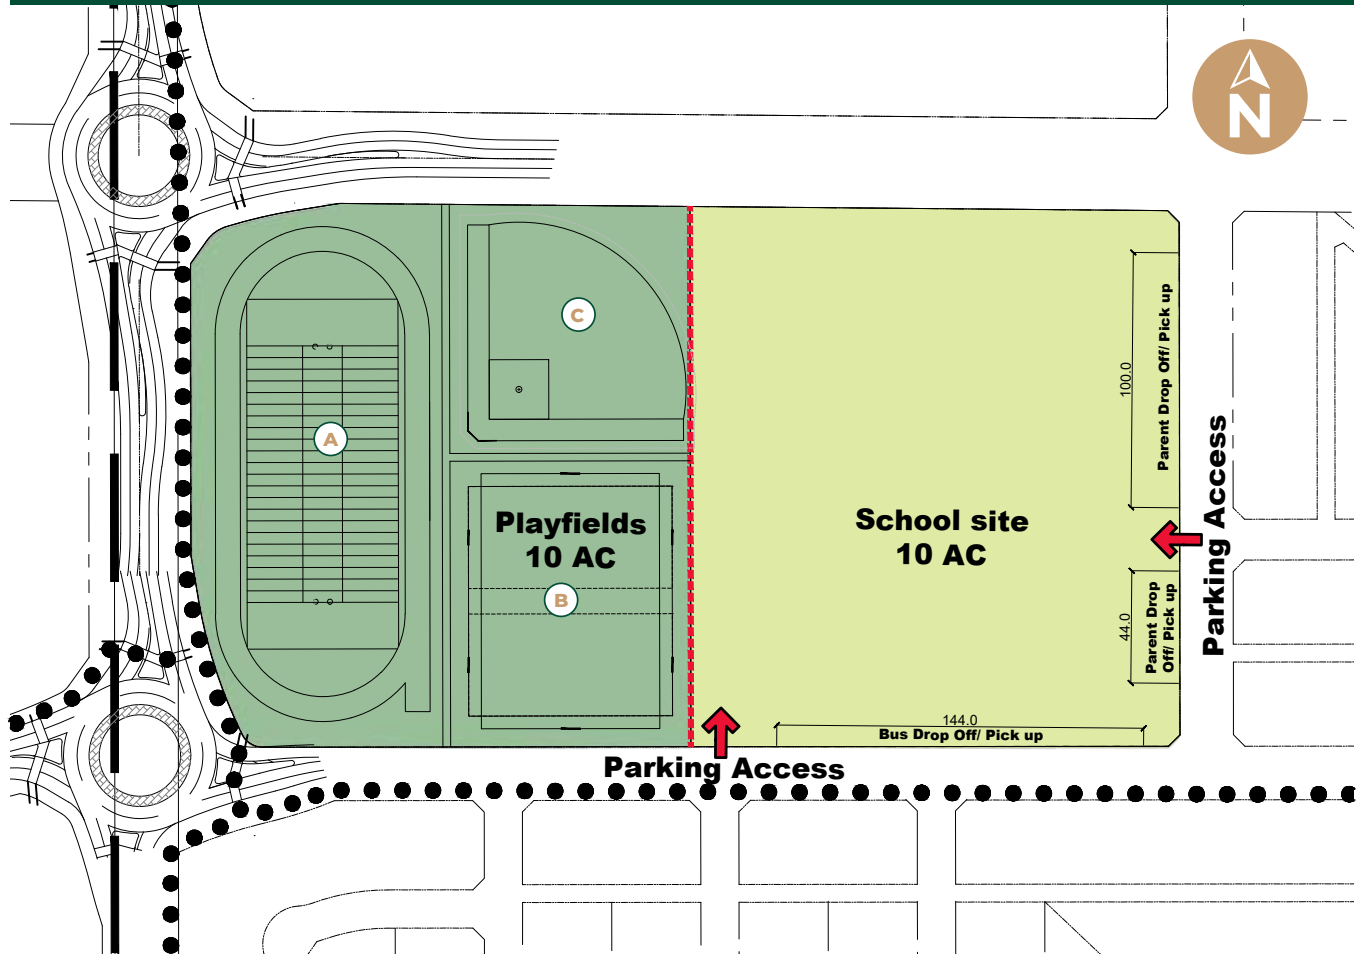 N
C
Parent Drop Off/ Pick up
100.0
A
Parking Access
Playfields
10 AC
School site
10 AC
B
Parent Drop
Off/ Pick up
44.0
144.0
Bus Drop Off/ Pick up
Parking Access